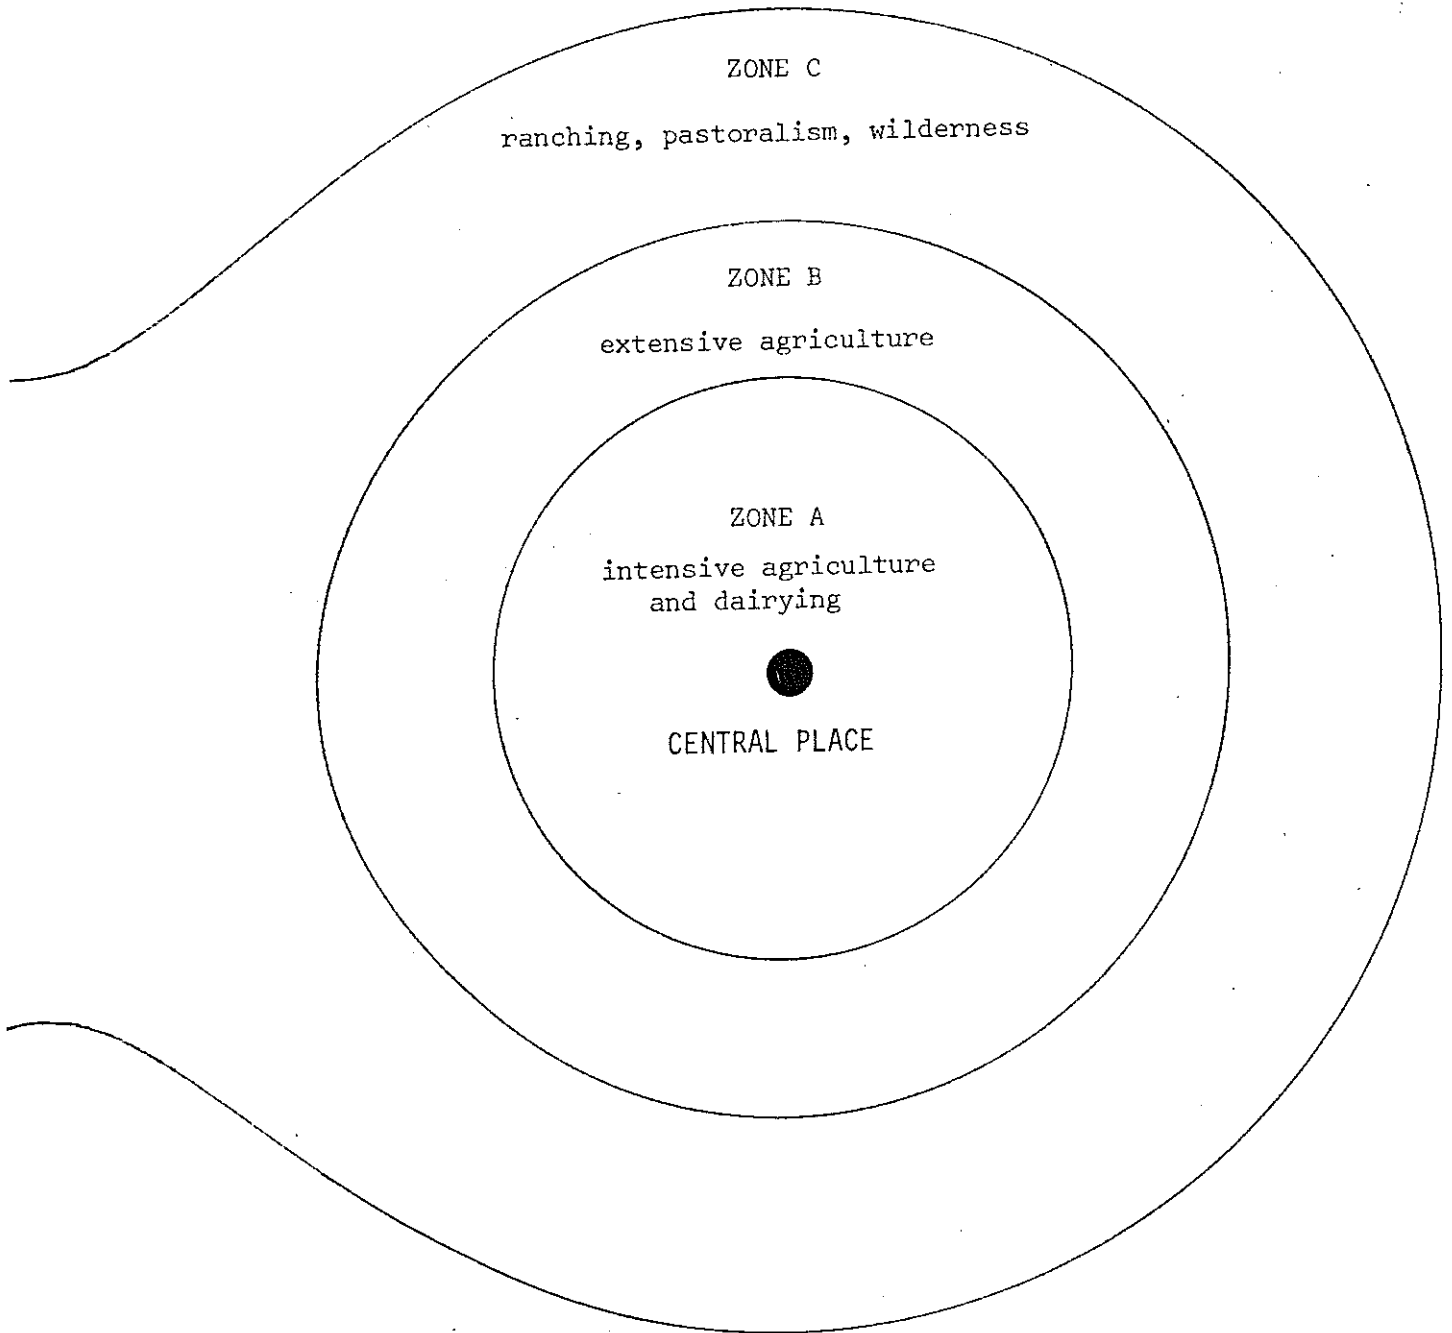 ZONE C
ranching, pastoralism, wilderness
ZONE B
extensive agriculture
ZONE A
intensive agriculture
and dairying
CENTRAL PLACE